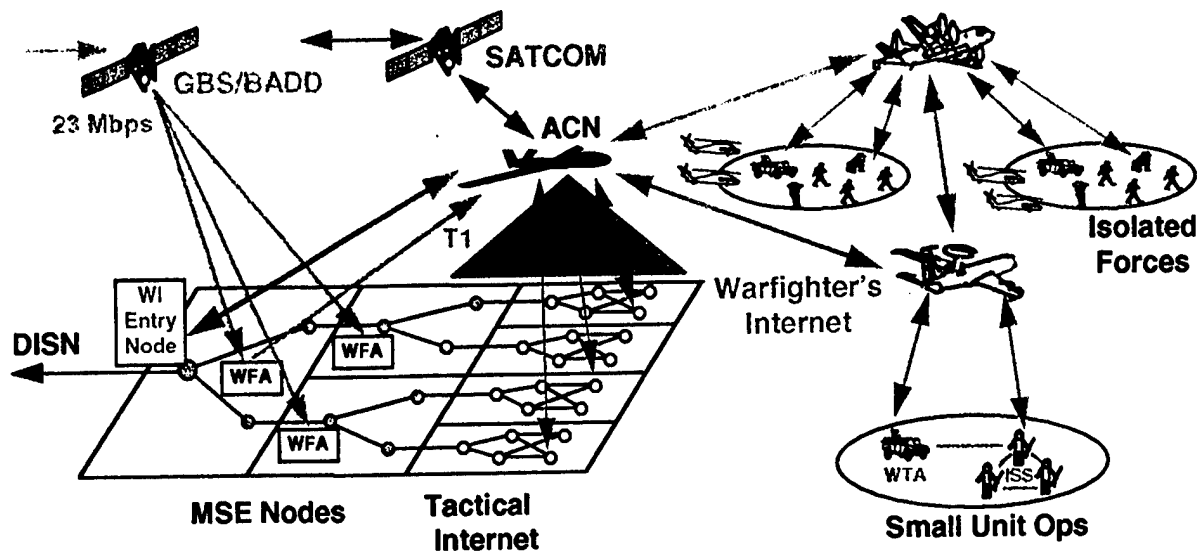 SATCOM
GBS/BADD
23 Mbps
ACN
T1
Isolated
Forces
WI
Entry
Node
Warfighter's
Internet
DISN
WFA
WFA
WFA
WTA
ISS
MSE Nodes
Tactical
Internet
Small Unit Ops